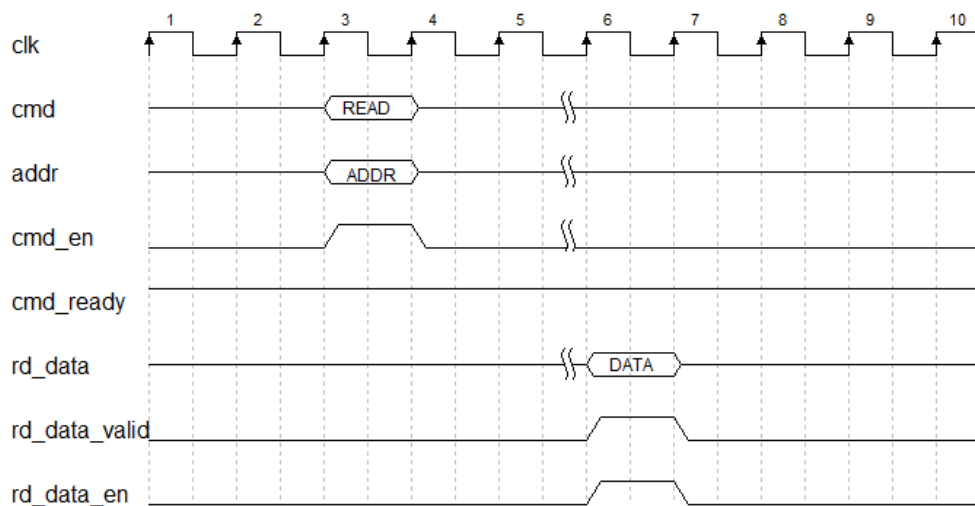 1 2 3 4 5 6 7 8 9 10
clk
cmd READ
addr ADDR
cmd_en
cmd_ready
rd_data DATA
rd_data_valid
rd_data_en